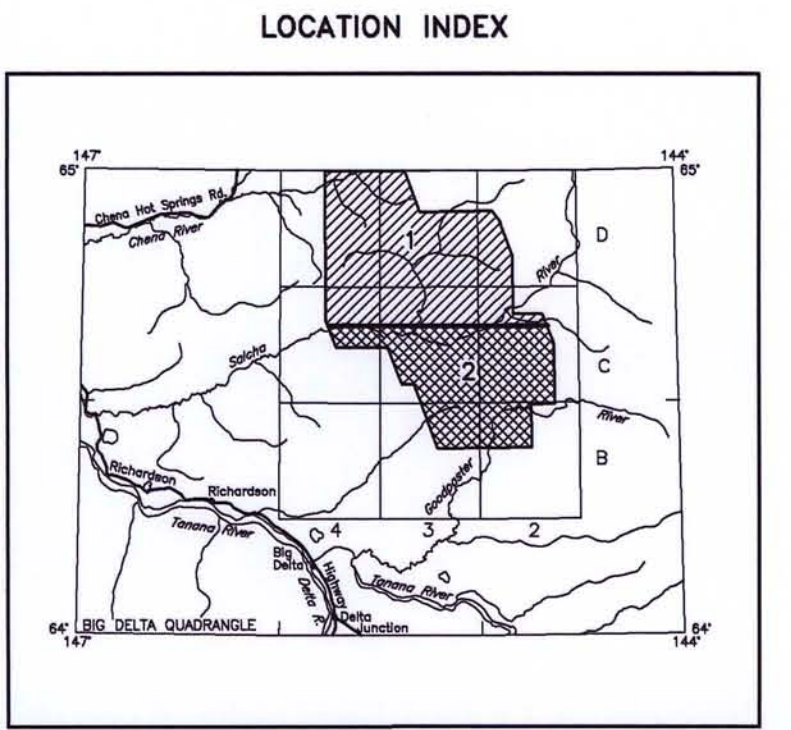 LOCATION INDEX
147°
144°
65°
65°
Chena Hot Springs Rd.
Chena River
D
1
River
Salcha
C
2
River
B
Richardson
Richardson
Goodpaster
Tanana River
4
3
2
Big
Delta
Highway
Delta R.
Tanana River
Delta
Junction
BIG DELTA QUADRANGLE
64°
64°
147°
144°